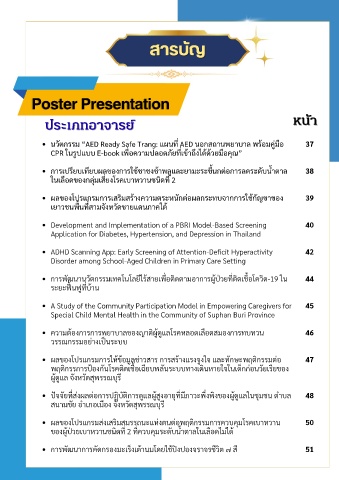 สารบัญ
Poster Presentation
ประเภทอาจารย์ หน้า
• นวัตกรรม “AED Ready Safe Trang: แผนที่ AED นอกสถานพยาบาล พร้อมคู่มือ 37
CPR ในรูปแบบ E-book เพื่อความปลอดภัยที่เข้าถึงได้ด้วยมือคุณ”
• การเปรียบเทียบผลของการใช้ชาชงช้าพลูและยามะระขี้นกต่อการลดระดับน้ำตาล 38
ในเลือดของกลุ่มเสี่ยงโรคเบาหวานชนิดที่ 2
• ผลของโปรแกรมการเสริมสร้างความตระหนักต่อผลกระทบจากการใช้กัญชาของ 39
เยาวชนพื้นที่สามจังหวัดชายแดนภาคใต้
• Development and Implementation of a PBRI Model-Based Screening 40
Application for Diabetes, Hypertension, and Depression in Thailand
• ADHD Scanning App: Early Screening of Attention-Deficit Hyperactivity 42
Disorder among School-Aged Children in Primary Care Setting
• การพัฒนานวัตกรรมเทคโนโลยีไร้สายเพื่อติดตามอาการผู้ป่วยที่ติดเชื้อโควิด-19 ใน 44
ระยะฟื้นฟูที่บ้าน
• A Study of the Community Participation Model in Empowering Caregivers for 45
Special Child Mental Health in the Community of Suphan Buri Province
• ความต้องการการพยาบาลของญาติผู้ดูแลโรคหลอดเลือดสมองการทบทวน 46
วรรณกรรมอย่างเป็นระบบ
• ผลของโปรแกรมการให้ข้อมูลข่าวสาร การสร้างแรงจูงใจ และทักษะพฤติกรรมต่อ 47
พฤติกรรมการป้องกันโรคติดเชื้อเฉียบพลันระบบทางเดินหายใจในเด็กก่อนวัยเรียนของ
ผู้ดูแล จังหวัดสุพรรณบุรี
• ปัจจัยที่ส่งผลต่อการปฏิบัติการดูแลผู้สูงอายุที่มีภาวะพึ่งพิงของผู้ดูแลในชุมชน ตำบล 48
สนามชัย อำเภอเมือง จังหวัดสุพรรณบุรี
• ผลของโปรแกรมส่งเสริมสมรรถนะแห่งตนต่อพฤติกรรมการควบคุมโรคเบาหวาน 50
ของผู้ป่วยเบาหวานชนิดที่ 2 ที่ควบคุมระดับน้ำตาลในเลือดไม่ได้
• การพัฒนาการคัดกรองมะเร็งเต้านมโดยใช้ปิงปองจราจรชีวิต ๗ สี 51